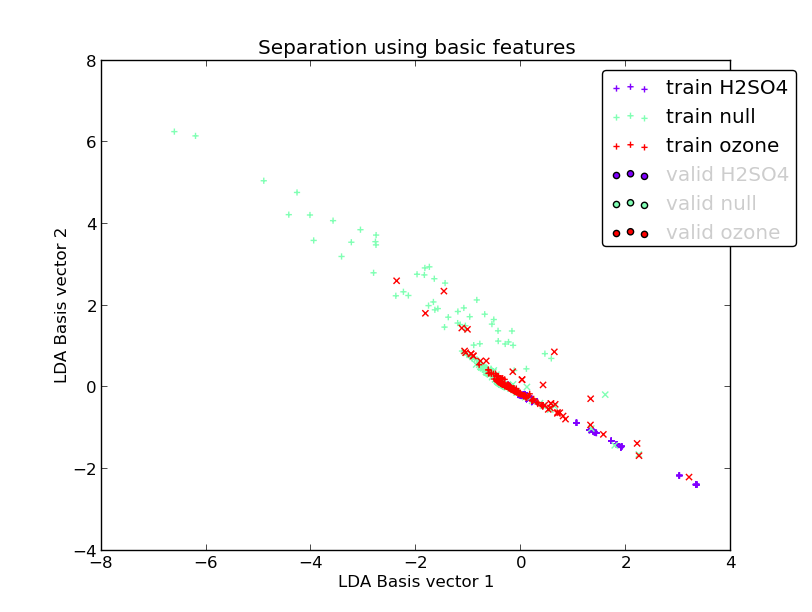 Separation using basic features
8
6
4
2
0
−2
−4
−8
−6
−4
−2
0
2
4
LDA Basis vector 2
LDA Basis vector 1
train H2SO4
train null
train ozone
valid H2SO4
valid null
valid ozone